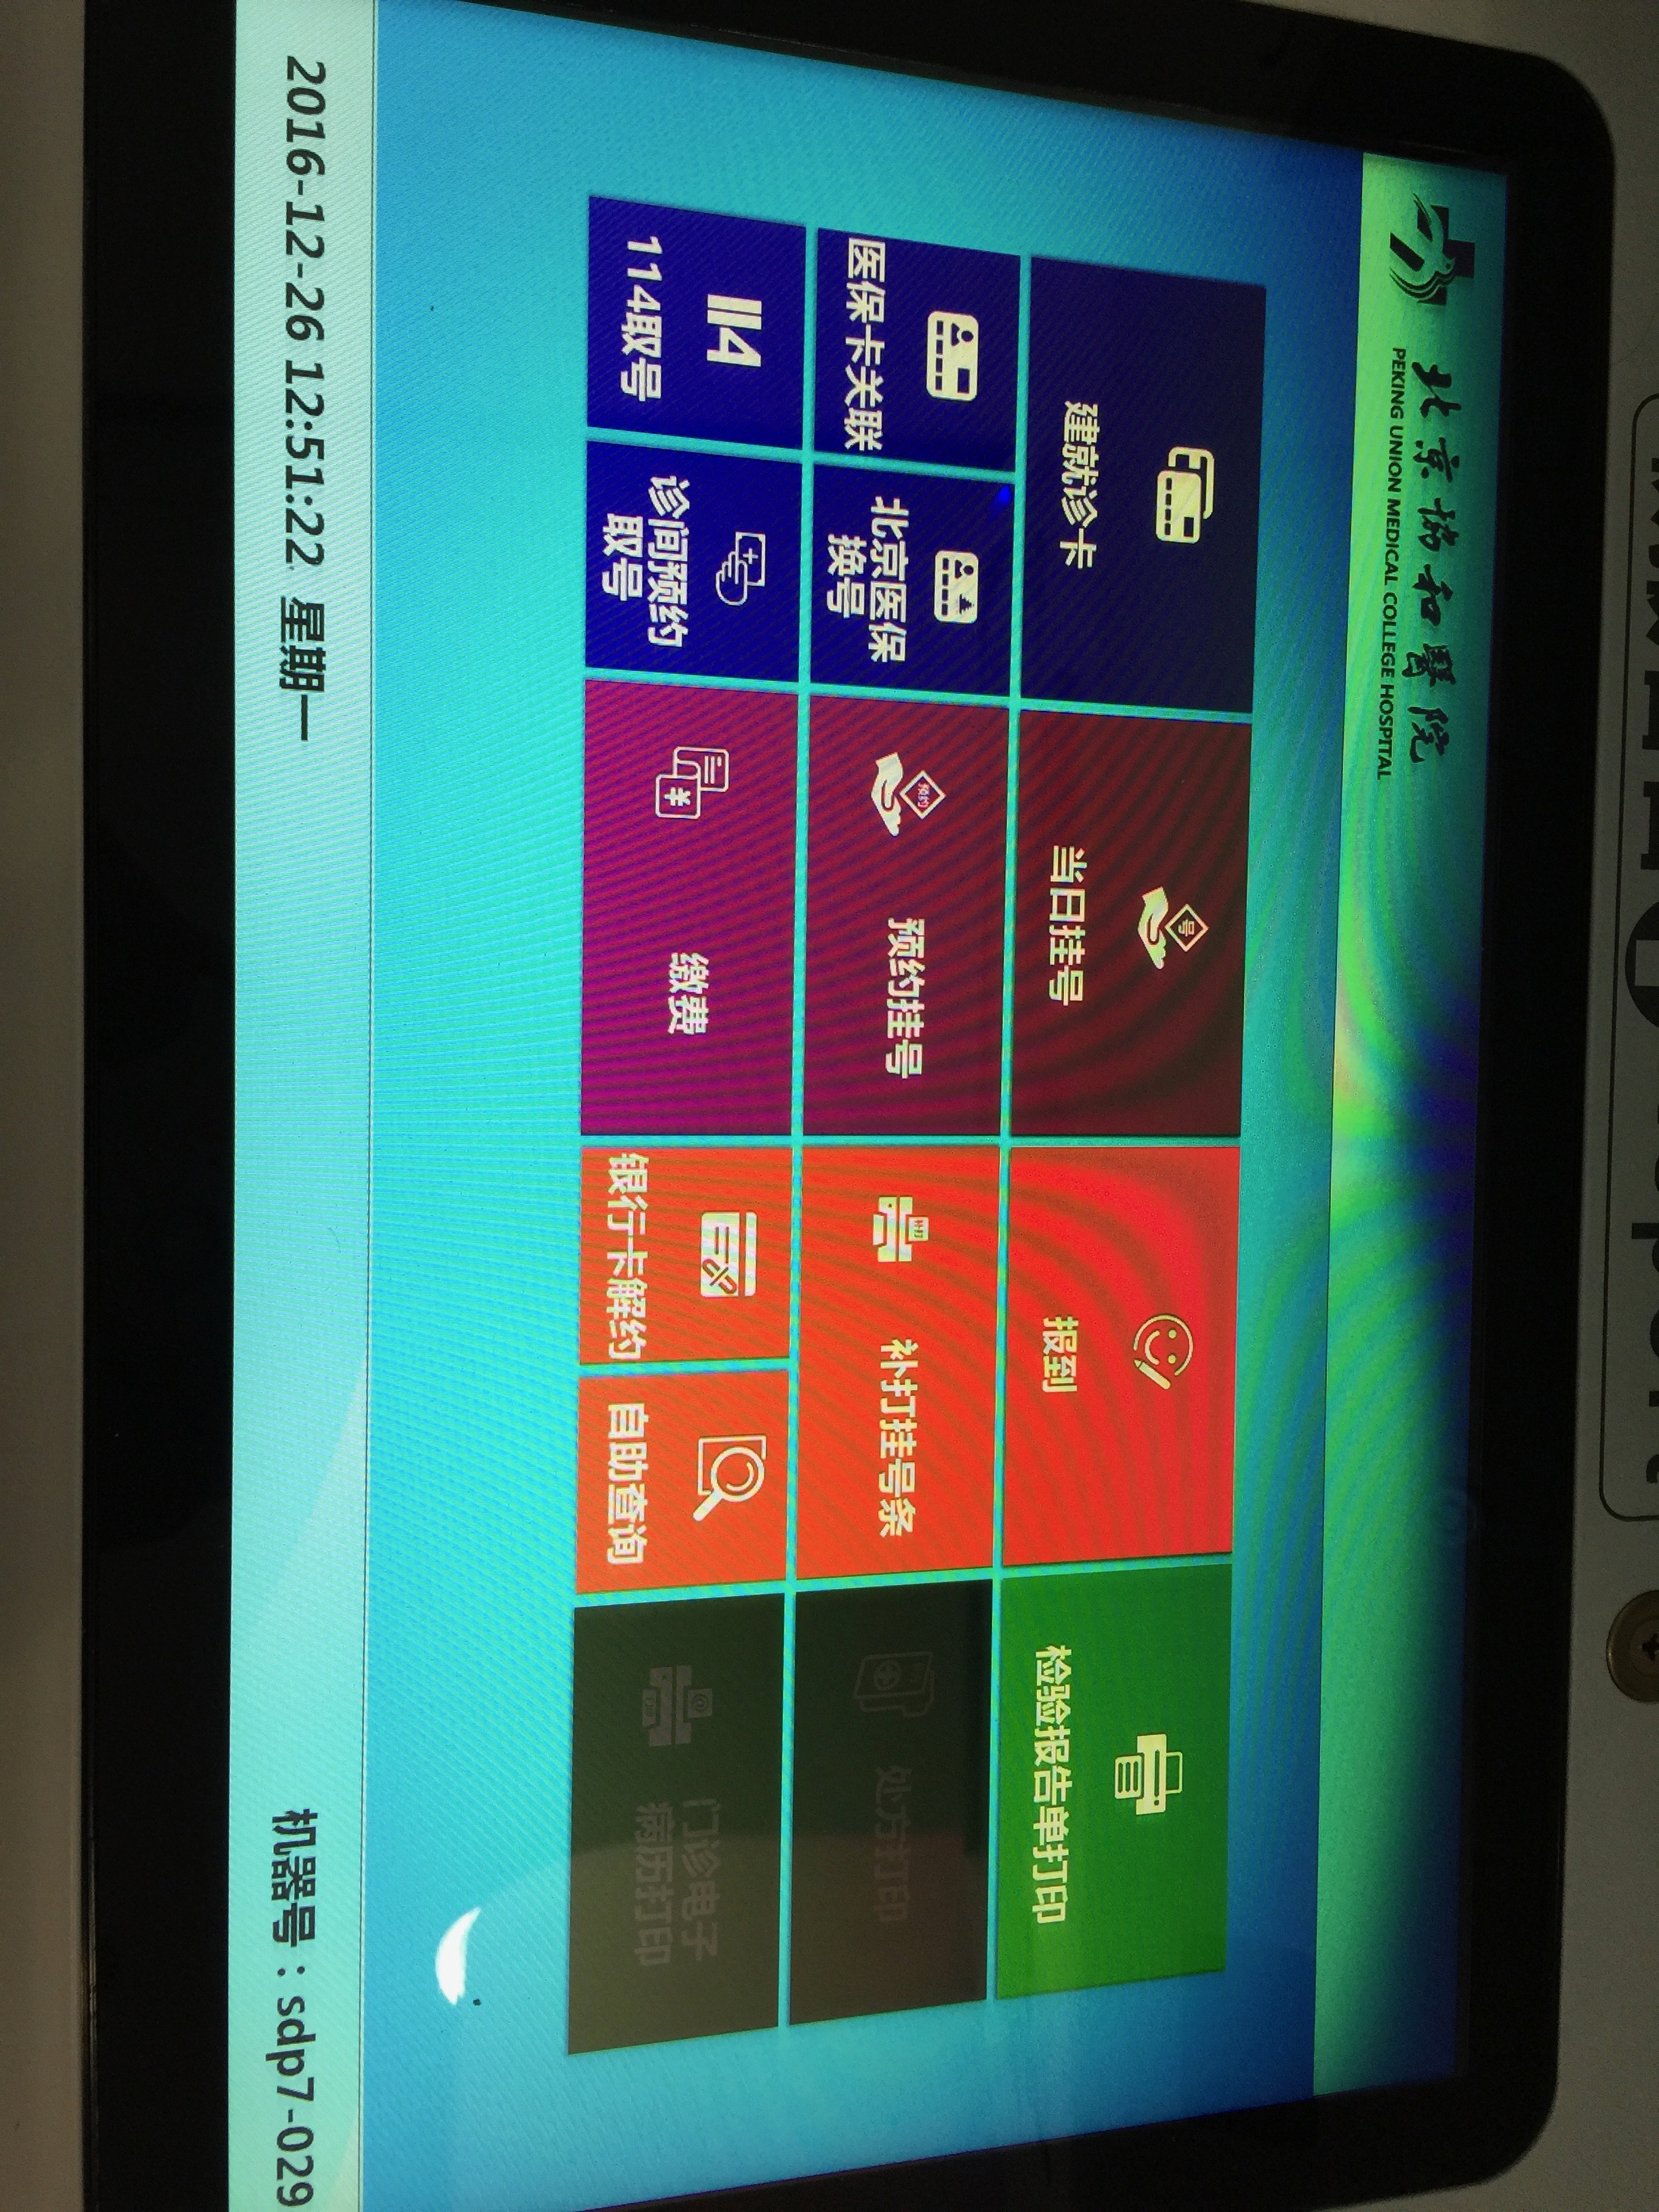 北京協和醫院
PEKING UNION MEDICAL COLLEGE HOSPITAL
建就诊卡
当日挂号
号
报到
检验报告单打印
医保卡关联
北京医保
换号
预约
预约挂号
补打
补打挂号条
处方打印
114
114取号
诊间预约
取号
¥
缴费
银行卡解约
自助查询
门诊电子
病历打印
2016-12-26 12:51:22 星期一
机器号：sdp7-029